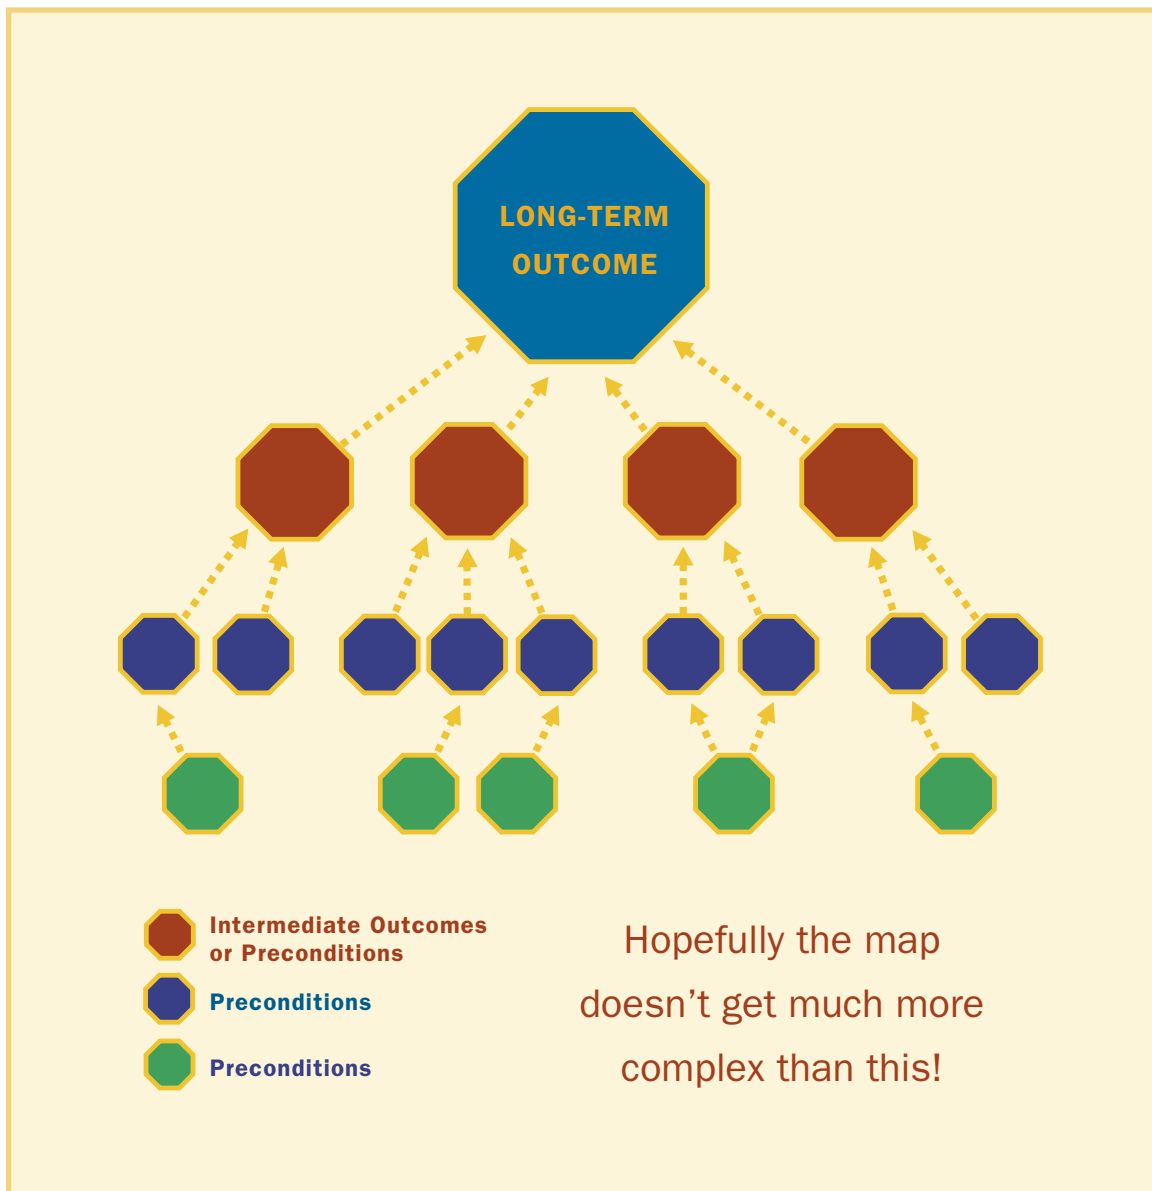 LONG-TERM
OUTCOME
Intermediate Outcomes
or Preconditions
Preconditions
Preconditions
Hopefully the map
doesn’t get much more
complex than this!